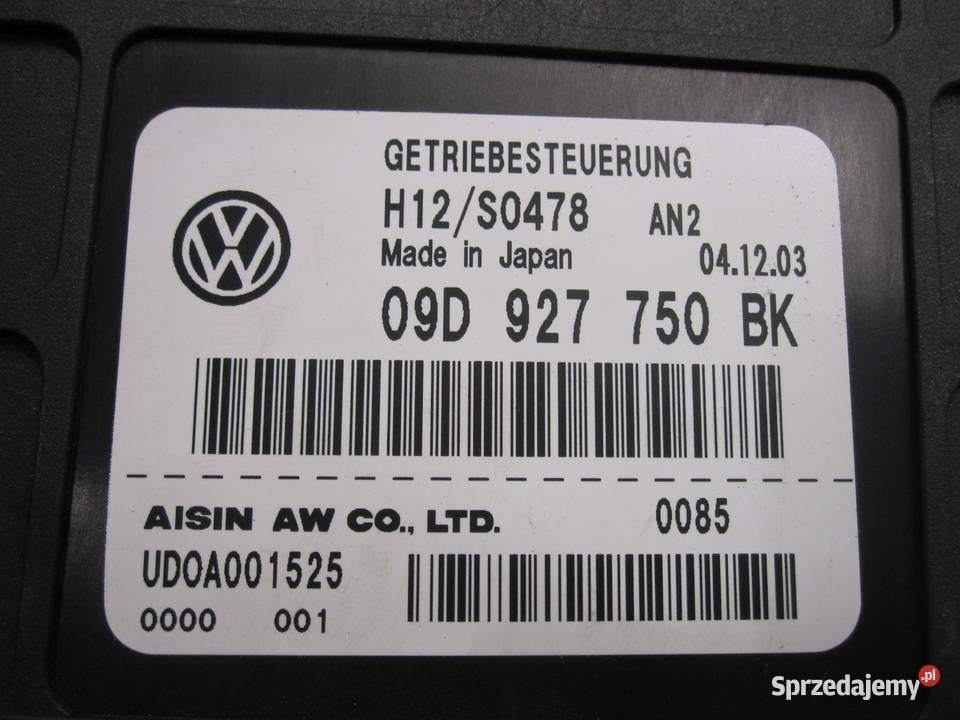 GETRIEBESTEUERUNG
H12/S0478 AN2
Made in Japan 04.12.03
09D 927 750 BK
AISIN AW CO., LTD. 0085
UD0A001525
0000 001
Sprzedajemy.pl